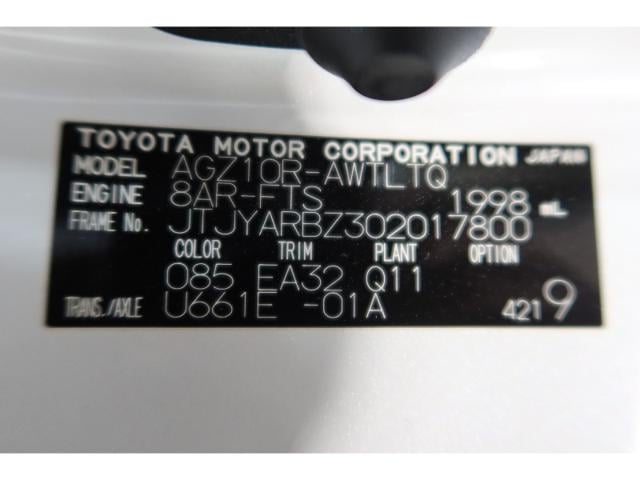 TOYOTA MOTOR CORPORATION JAPAN
MODEL AGZ10R-AWTLTQ
ENGINE 8AR-FTS 1998 mL
FRAME No. JTJYARBZ302017800
COLOR TRIM PLANT OPTION
085 EA32 Q11
TRANS./AXLE U661E -01A 4219